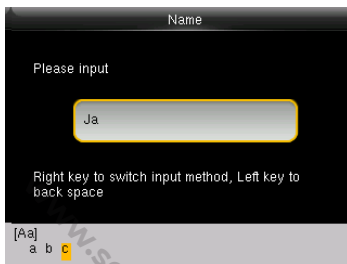 Name
Please input
Ja
Right key to switch input method, Left key to
back space
[Aa]
a b c